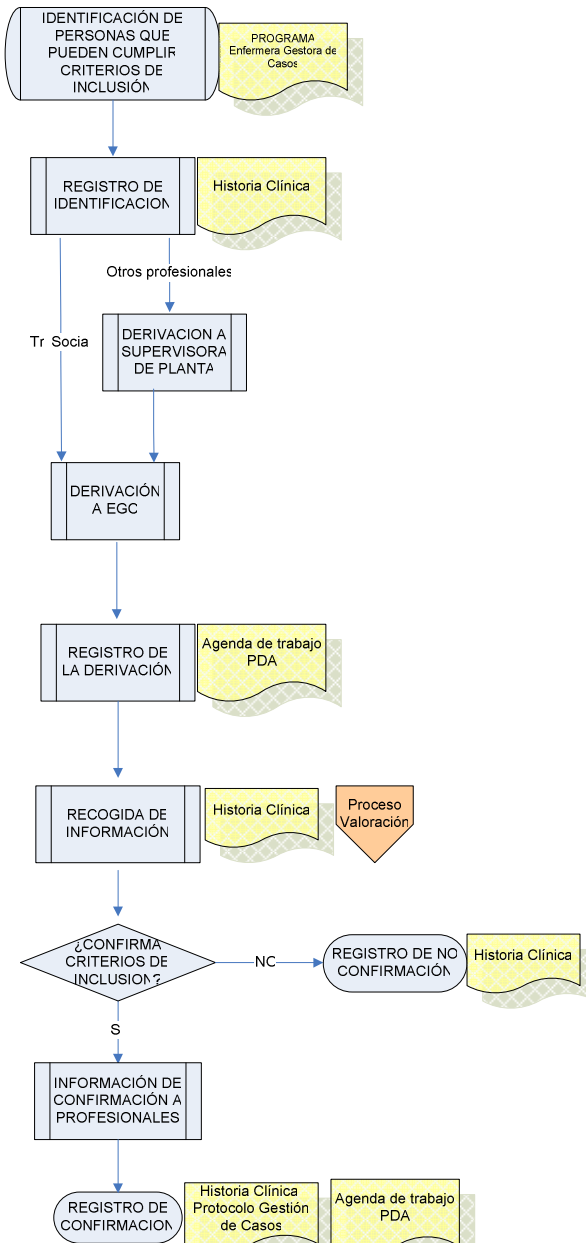 IDENTIFICACIÓN DE
PERSONAS QUE
PUEDEN CUMPLIR
CRITERIOS DE
INCLUSIÓN
PROGRAMA
Enfermera Gestora de
Casos
REGISTRO DE
IDENTIFICACION
Historia Clínica
Otros profesionales
Tr Socia
DERIVACION A
SUPERVISORA
DE PLANTA
DERIVACIÓN
A EGC
REGISTRO DE
LA DERIVACIÓN
Agenda de trabajo
PDA
RECOGIDA DE
INFORMACIÓN
Historia Clínica
Proceso
Valoración
¿CONFIRMA
CRITERIOS DE
INCLUSION?
NO
REGISTRO DE NO
CONFIRMACIÓN
Historia Clínica
S
INFORMACIÓN DE
CONFIRMACIÓN A
PROFESIONALES
REGISTRO DE
CONFIRMACION
Historia Clínica
Protocolo Gestión
de Casos
Agenda de trabajo
PDA